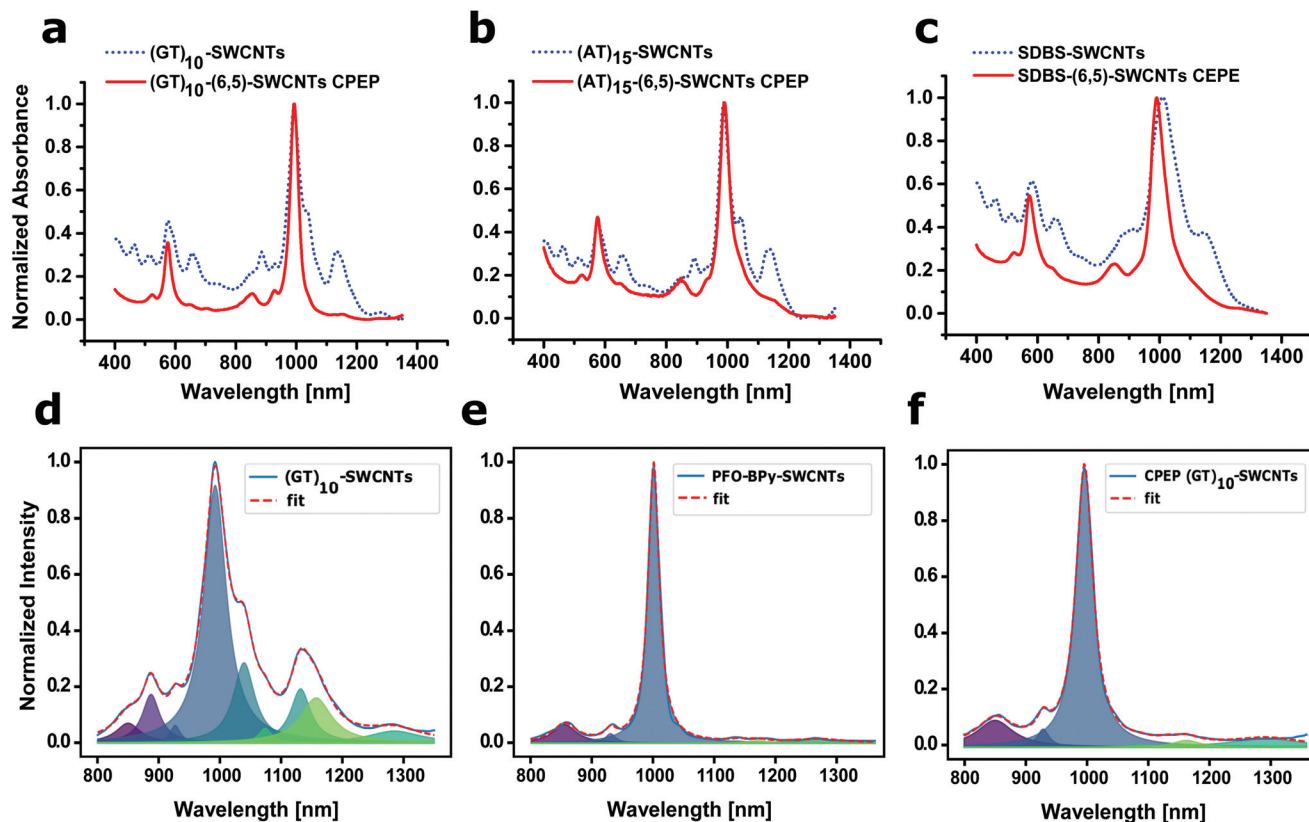 a
(GT)10-SWCNTs
(GT)10-(6,5)-SWCNTs CPEP
Normalized Absorbance
1.0
0.8
0.6
0.4
0.2
0.0
400 600 800 1000 1200 1400
Wavelength [nm]
b
(AT)15-SWCNTs
(AT)15-(6,5)-SWCNTs CPEP
1.0
0.8
0.6
0.4
0.2
0.0
400 600 800 1000 1200 1400
Wavelength [nm]
c
SDBS-SWCNTs
SDBS-(6,5)-SWCNTs CEPE
1.0
0.8
0.6
0.4
0.2
0.0
400 600 800 1000 1200 1400
Wavelength [nm]
d
(GT)10-SWCNTs
fit
Normalized Intensity
1.0
0.8
0.6
0.4
0.2
0.0
800 900 1000 1100 1200 1300
Wavelength [nm]
e
PFO-BPy-SWCNTs
fit
1.0
0.8
0.6
0.4
0.2
0.0
800 900 1000 1100 1200 1300
Wavelength [nm]
f
CPEP (GT)10-SWCNTs
fit
1.0
0.8
0.6
0.4
0.2
0.0
800 900 1000 1100 1200 1300
Wavelength [nm]